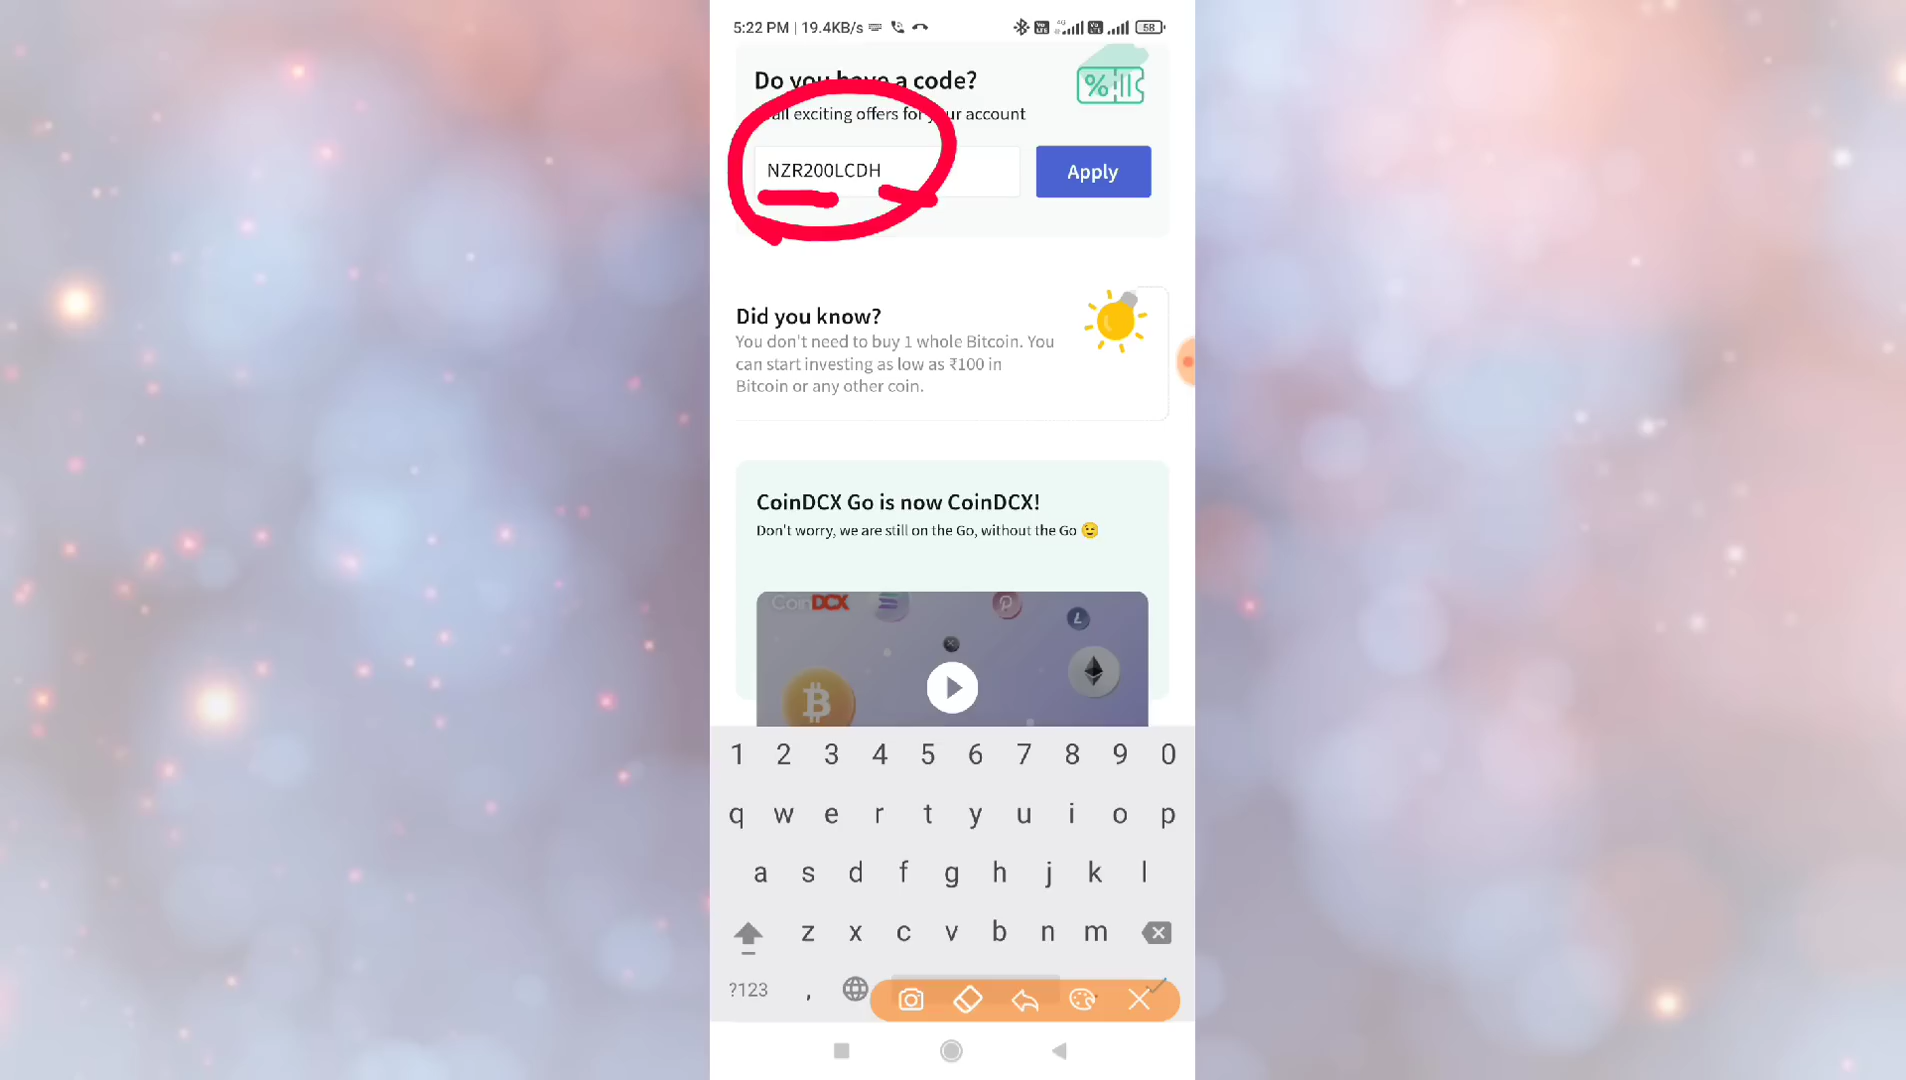 5:22 PM | 19.4KB/s
58
Do you have a code?
all exciting offers for your account
NZR200LCDH
Apply
Did you know?
You don't need to buy 1 whole Bitcoin. You
can start investing as low as ₹100 in
Bitcoin or any other coin.
CoinDCX Go is now CoinDCX!
Don't worry, we are still on the Go, without the Go 😉
CoinDCX
1 2 3 4 5 6 7 8 9 0
q w e r t y u i o p
a s d f g h j k l
z x c v b n m
?123 ,